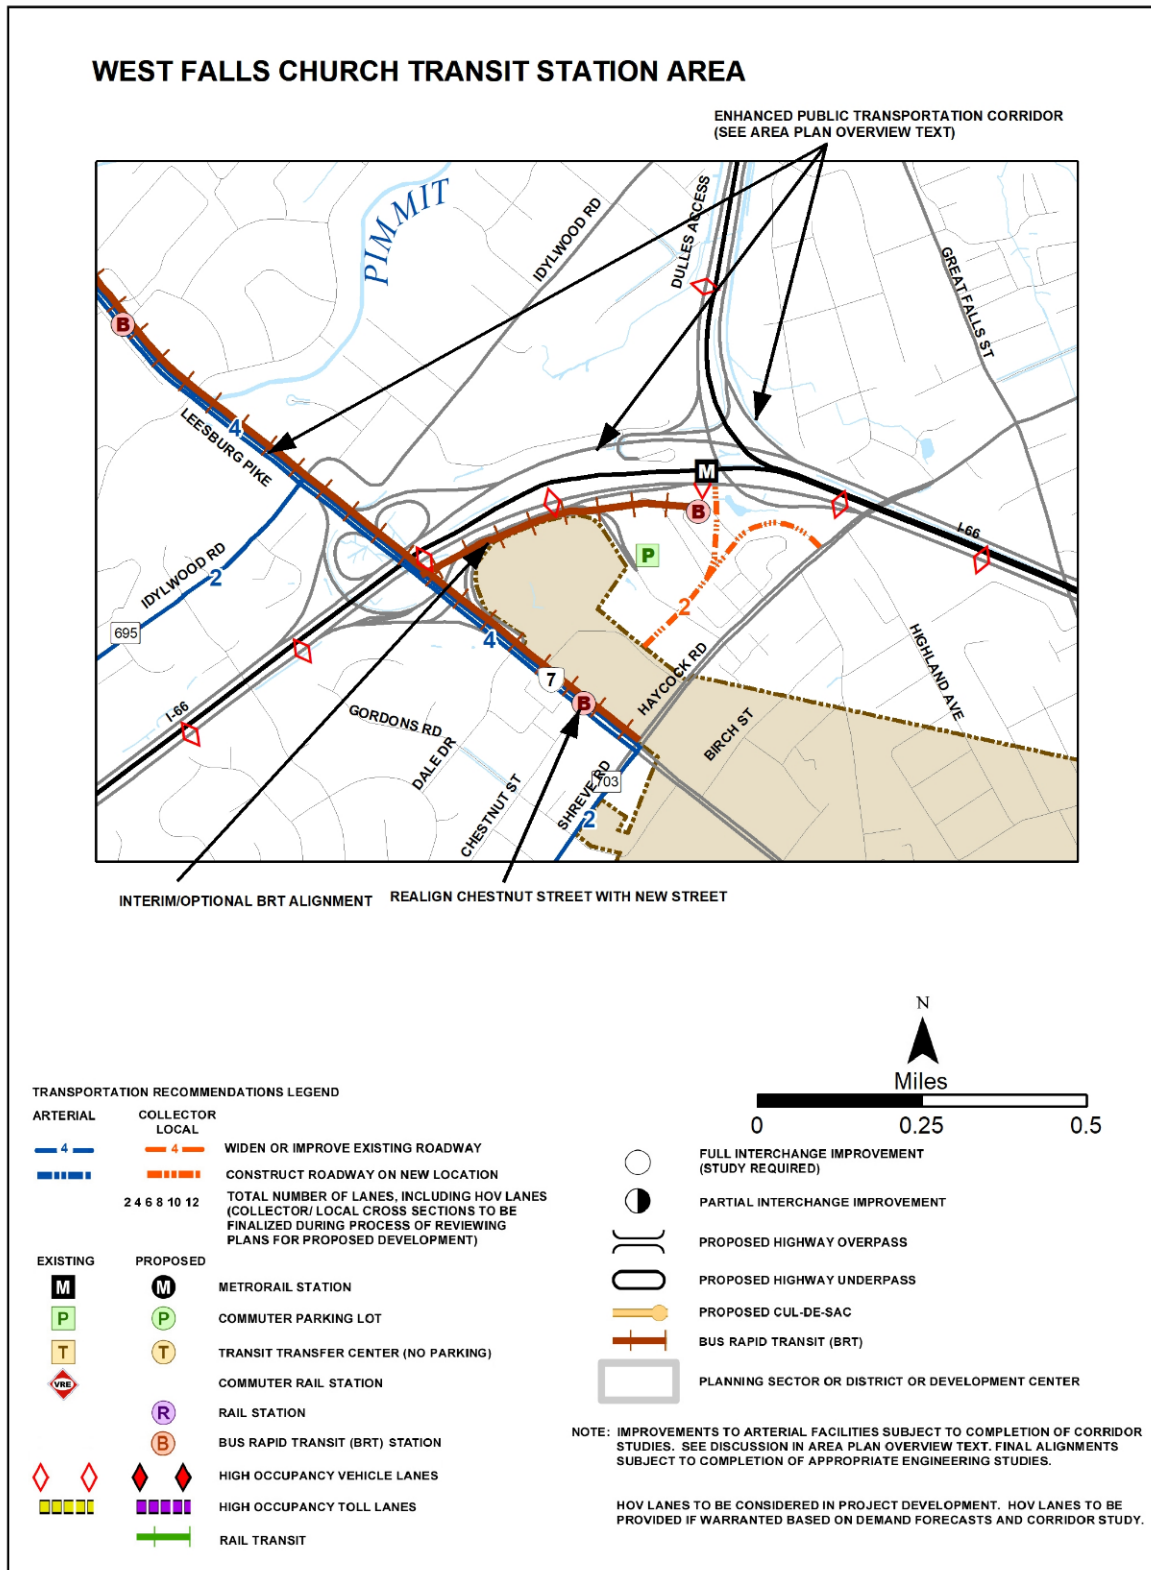 WEST FALLS CHURCH TRANSIT STATION AREA
ENHANCED PUBLIC TRANSPORTATION CORRIDOR
(SEE AREA PLAN OVERVIEW TEXT)
PIMMIT
IDYLWOOD RD
DULLES ACCESS
GREAT FALLS ST
B
4
LEESBURG PIKE
M
B
I-66
P
IDYLWOOD RD
2
2
695
4
7
HAYCOCK RD
HIGHLAND AVE
B
I-66
GORDONS RD
DALE DR
BIRCH ST
CHESTNUT ST
SHREVE RD
703
2
INTERIM/OPTIONAL BRT ALIGNMENT
REALIGN CHESTNUT STREET WITH NEW STREET
N
Miles
0 0.25 0.5
TRANSPORTATION RECOMMENDATIONS LEGEND
ARTERIAL
COLLECTOR
LOCAL
4 4 WIDEN OR IMPROVE EXISTING ROADWAY
CONSTRUCT ROADWAY ON NEW LOCATION
2 4 6 8 10 12 TOTAL NUMBER OF LANES, INCLUDING HOV LANES
(COLLECTOR/ LOCAL CROSS SECTIONS TO BE
FINALIZED DURING PROCESS OF REVIEWING
PLANS FOR PROPOSED DEVELOPMENT)
EXISTING PROPOSED
M M METRORAIL STATION
P P COMMUTER PARKING LOT
T T TRANSIT TRANSFER CENTER (NO PARKING)
VRE COMMUTER RAIL STATION
R RAIL STATION
B BUS RAPID TRANSIT (BRT) STATION
HIGH OCCUPANCY VEHICLE LANES
HIGH OCCUPANCY TOLL LANES
RAIL TRANSIT
FULL INTERCHANGE IMPROVEMENT
(STUDY REQUIRED)
PARTIAL INTERCHANGE IMPROVEMENT
PROPOSED HIGHWAY OVERPASS
PROPOSED HIGHWAY UNDERPASS
PROPOSED CUL-DE-SAC
BUS RAPID TRANSIT (BRT)
PLANNING SECTOR OR DISTRICT OR DEVELOPMENT CENTER
NOTE: IMPROVEMENTS TO ARTERIAL FACILITIES SUBJECT TO COMPLETION OF CORRIDOR
STUDIES. SEE DISCUSSION IN AREA PLAN OVERVIEW TEXT. FINAL ALIGNMENTS
SUBJECT TO COMPLETION OF APPROPRIATE ENGINEERING STUDIES.
HOV LANES TO BE CONSIDERED IN PROJECT DEVELOPMENT. HOV LANES TO BE
PROVIDED IF WARRANTED BASED ON DEMAND FORECASTS AND CORRIDOR STUDY.